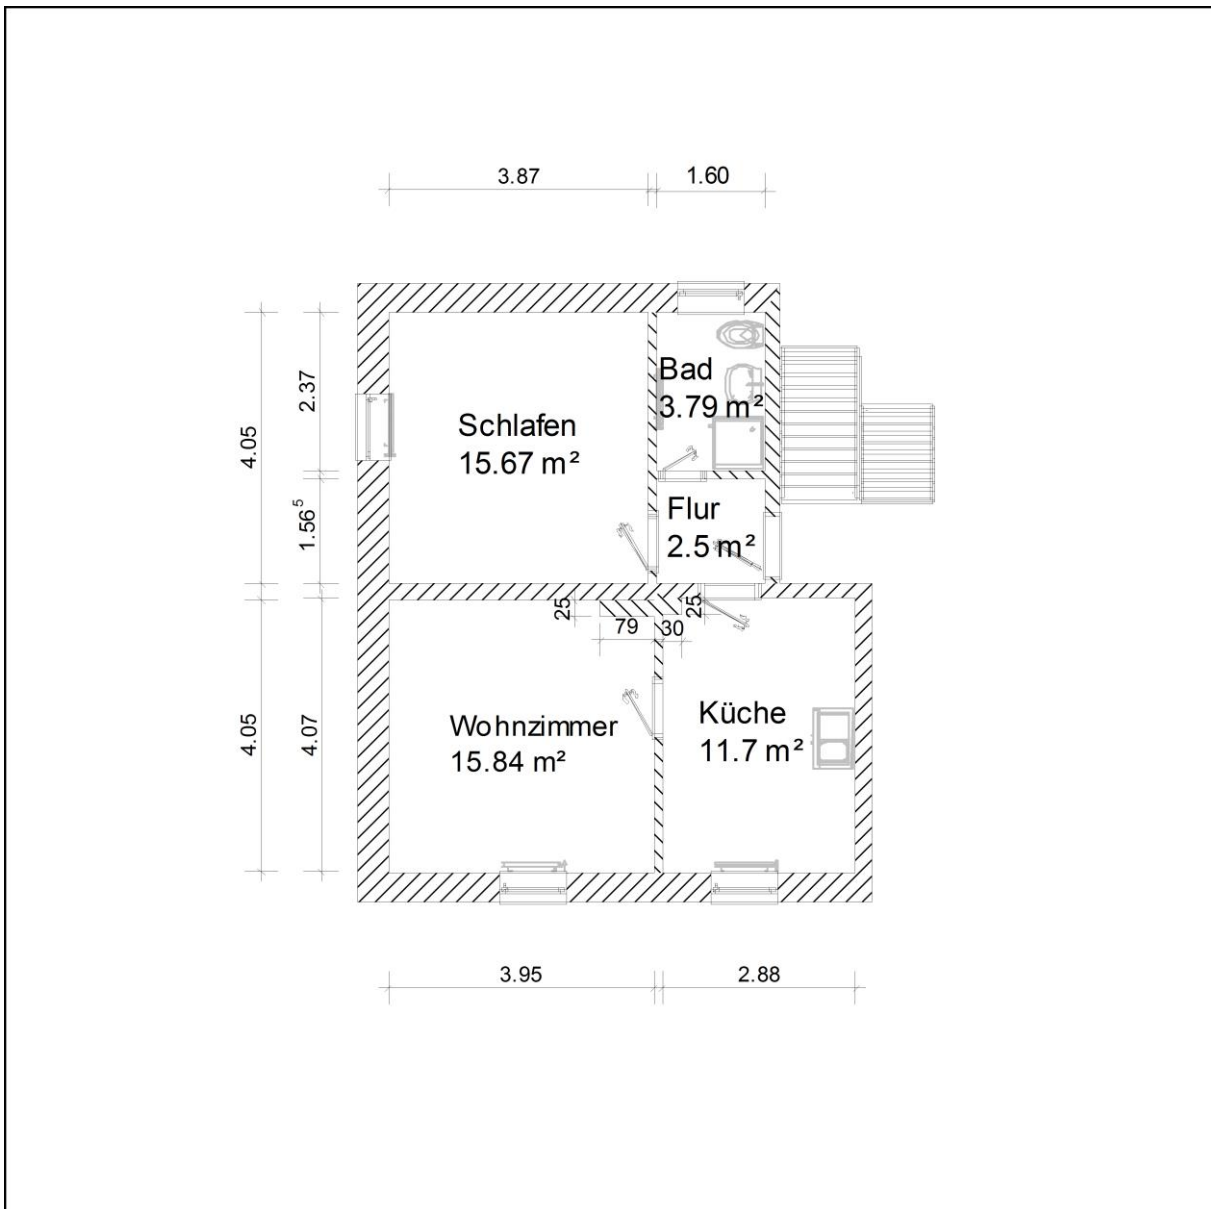 3.87
1.60
4.05
2.37
1.56⁵
Bad
3.79 m²
Schlafen
15.67 m²
Flur
2.5 m²
25
25
79
30
4.05
4.07
Wohnzimmer
15.84 m²
Küche
11.7 m²
3.95
2.88